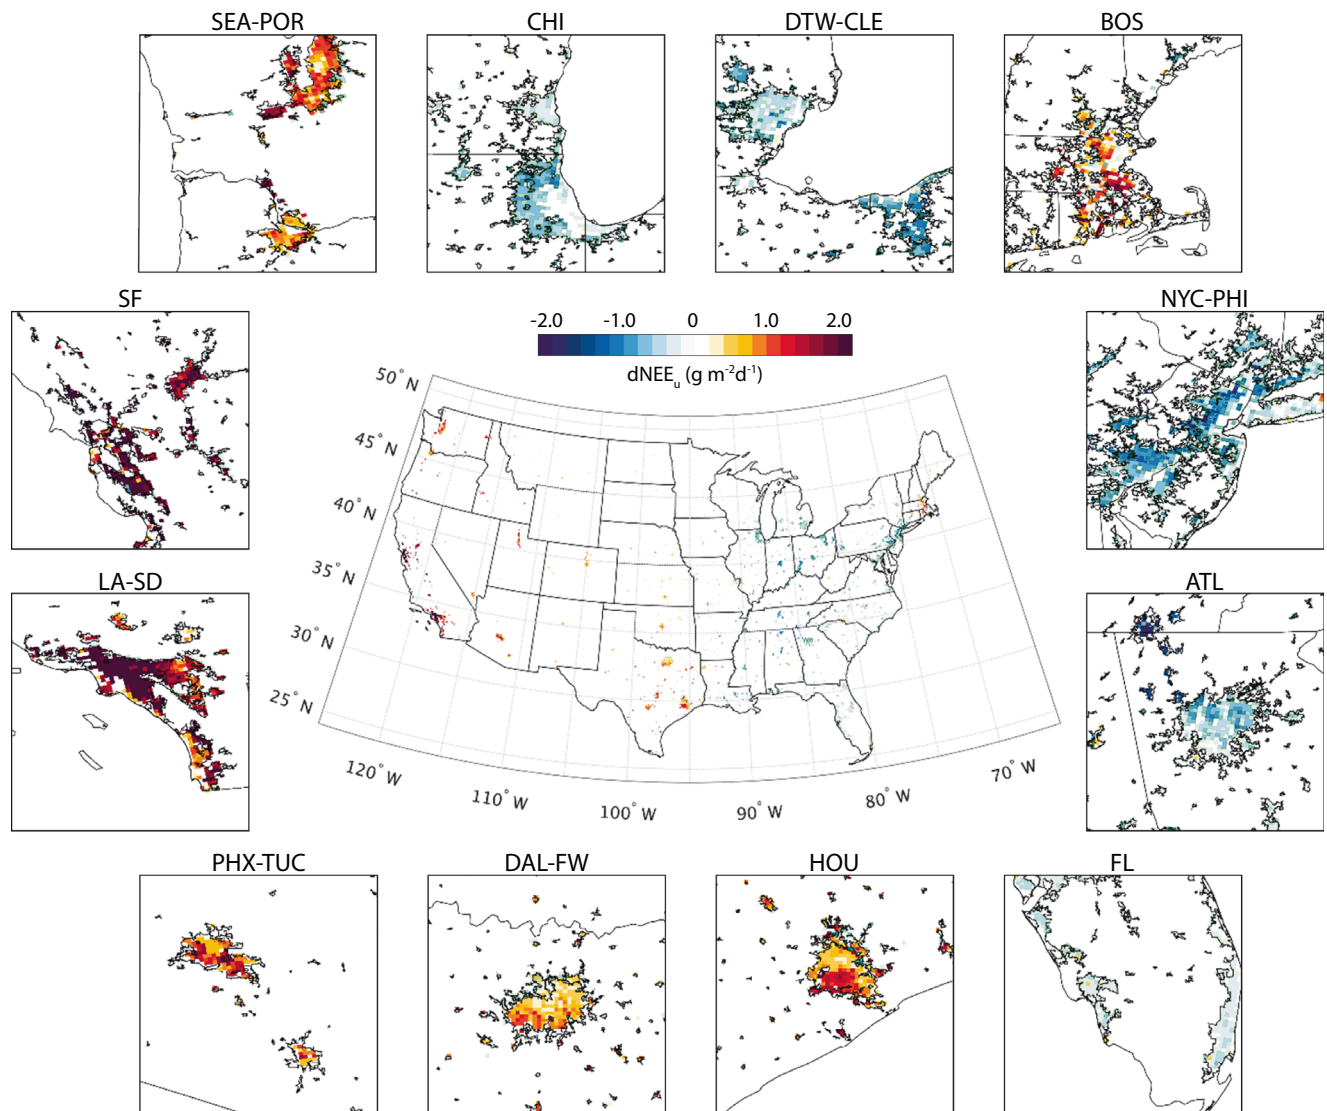 SEA-POR
CHI
DTW-CLE
BOS
SF
NYC-PHI
-2.0 -1.0 0 1.0 2.0
dNEEu (g m-2d-1)
50° N
45° N
40° N
35° N
30° N
25° N
120° W
110° W
100° W
90° W
80° W
70° W
LA-SD
ATL
PHX-TUC
DAL-FW
HOU
FL